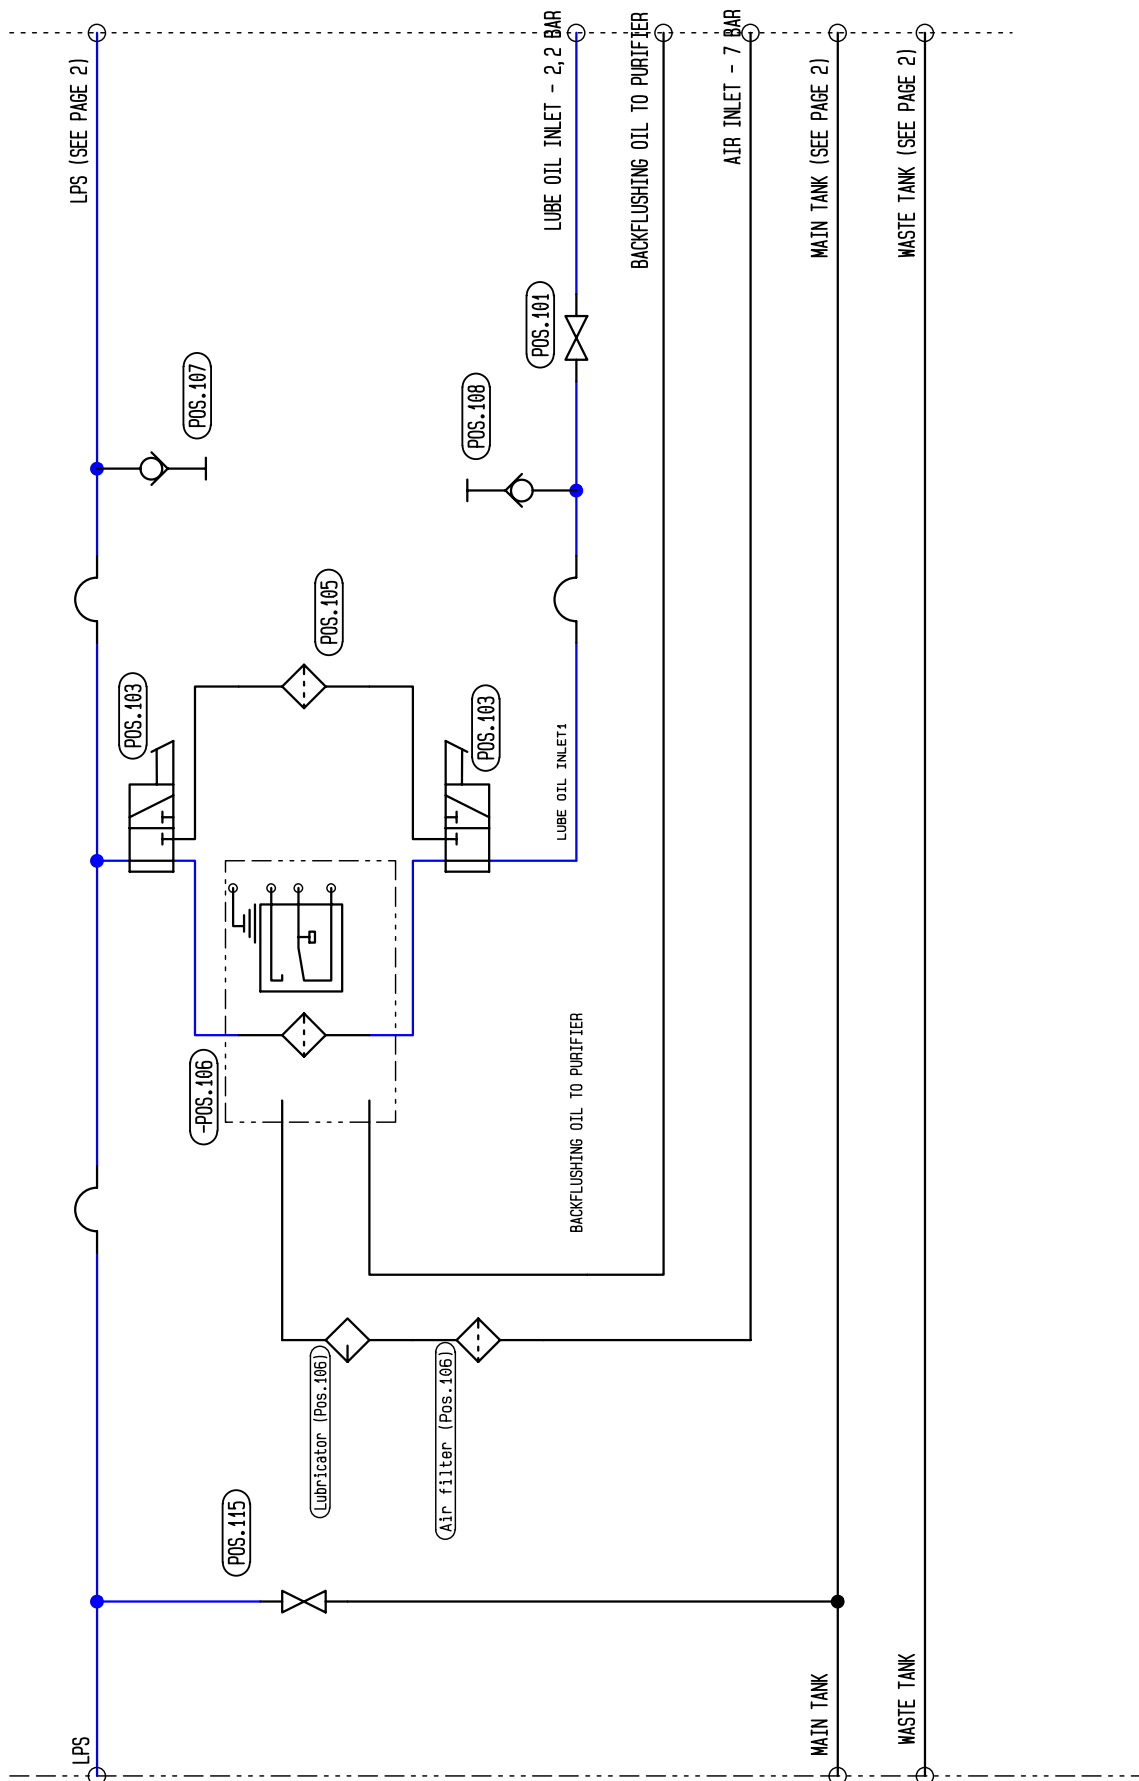 LPS (SEE PAGE 2)
LUBE OIL INLET - 2,2 BAR
BACKFLUSHING OIL TO PURIFIER
AIR INLET - 7 BAR
MAIN TANK (SEE PAGE 2)
WASTE TANK (SEE PAGE 2)
POS.101
POS.107
POS.108
POS.105
POS.103
POS.103
LUBE OIL INLET1
-POS.106
BACKFLUSHING OIL TO PURIFIER
Lubricator (Pos.106)
Air filter (Pos.106)
POS.115
LPS
MAIN TANK
WASTE TANK